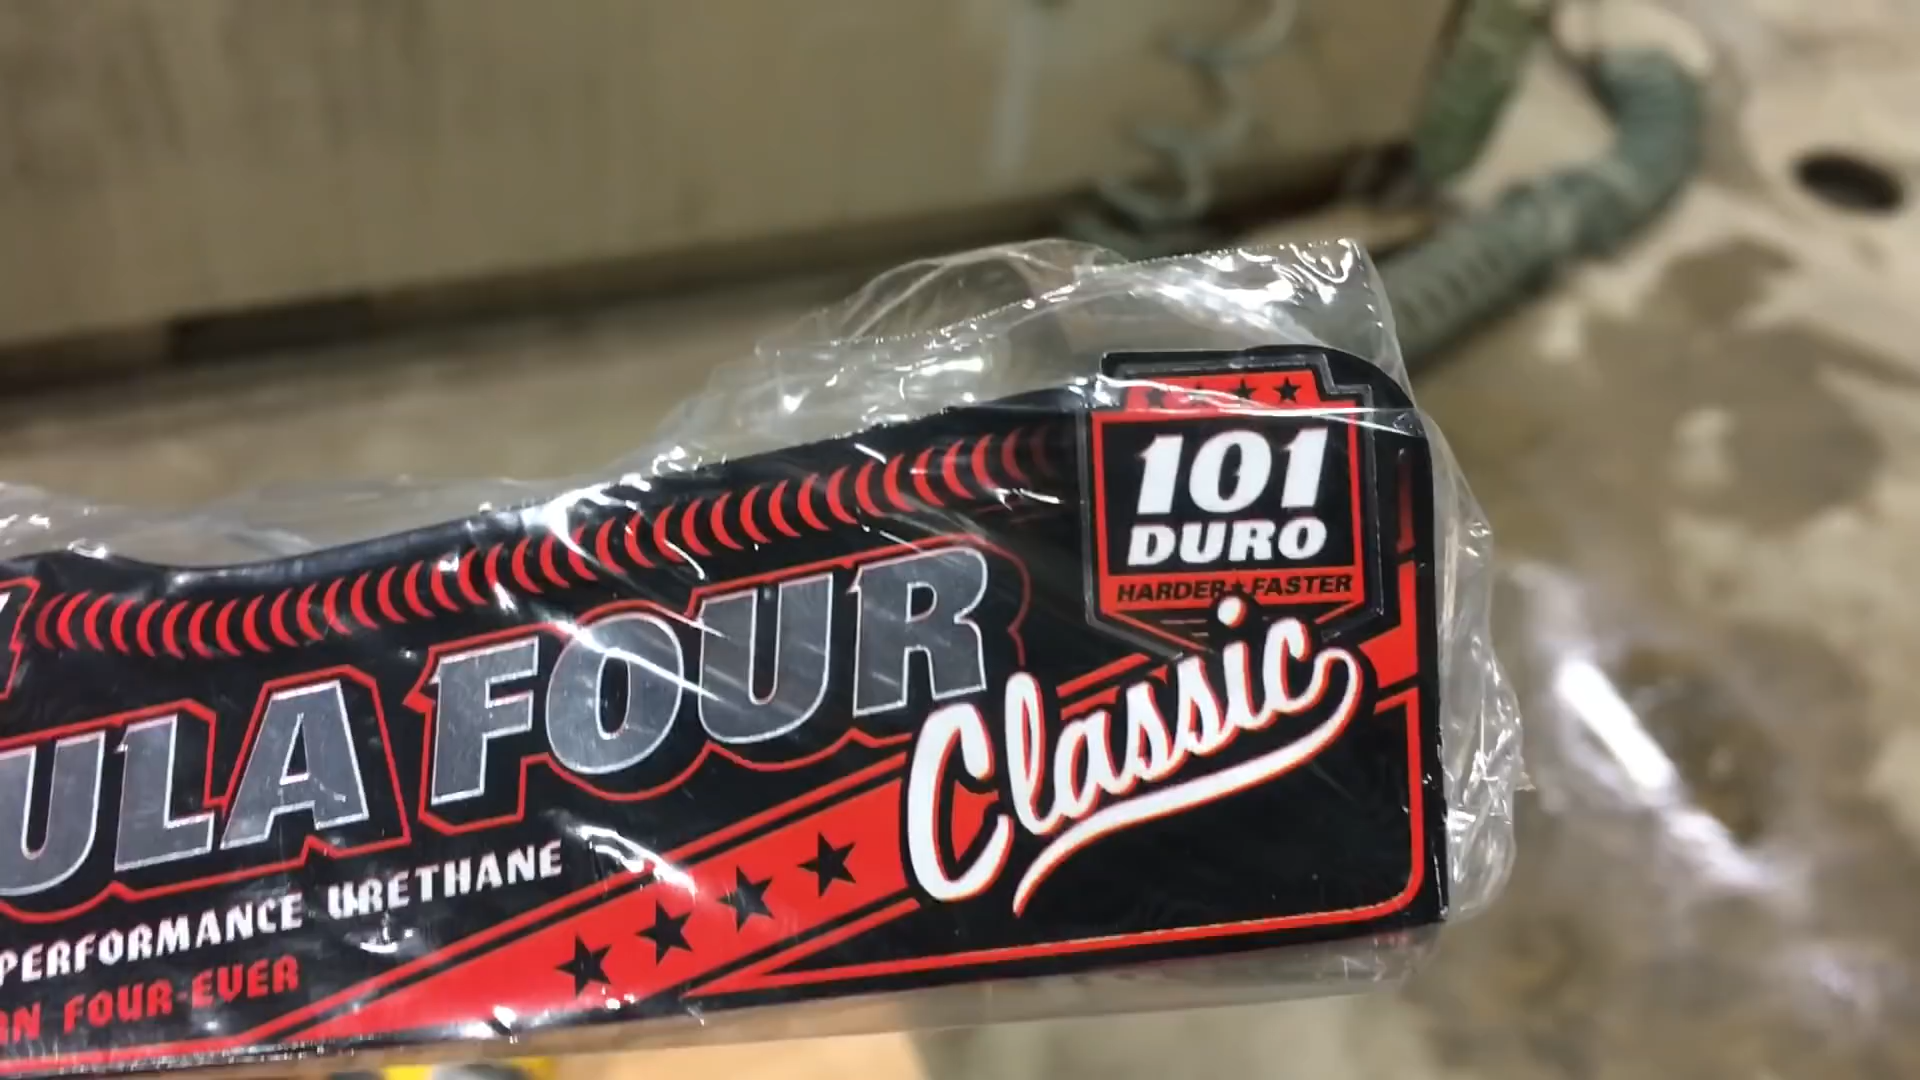 101
DURO
HARDER★FASTER
ULA FOUR
Classic
PERFORMANCE URETHANE
FOUR-EVER